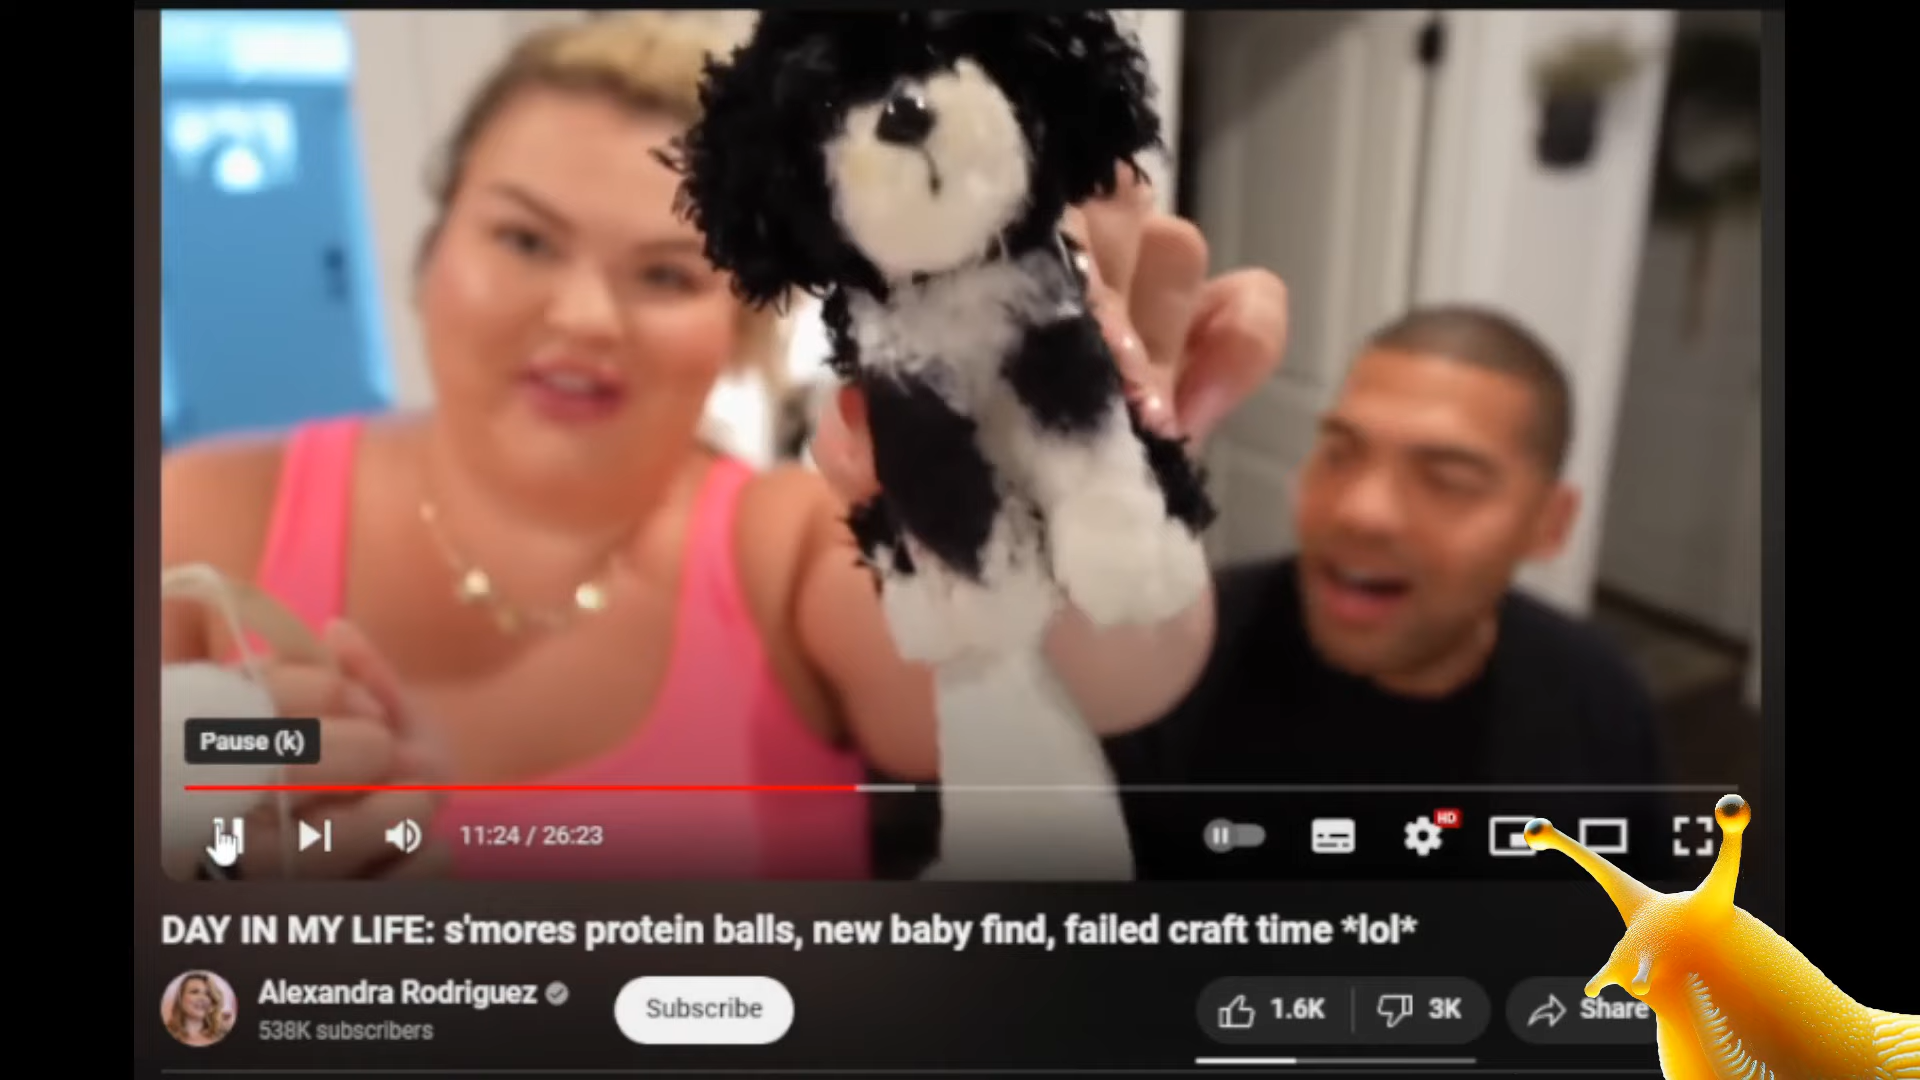 Pause (k)
11:24 / 26:23
HD
DAY IN MY LIFE: s'mores protein balls, new baby find, failed craft time *lol*
Alexandra Rodriguez
538K subscribers
Subscribe
1.6K
3K
Share